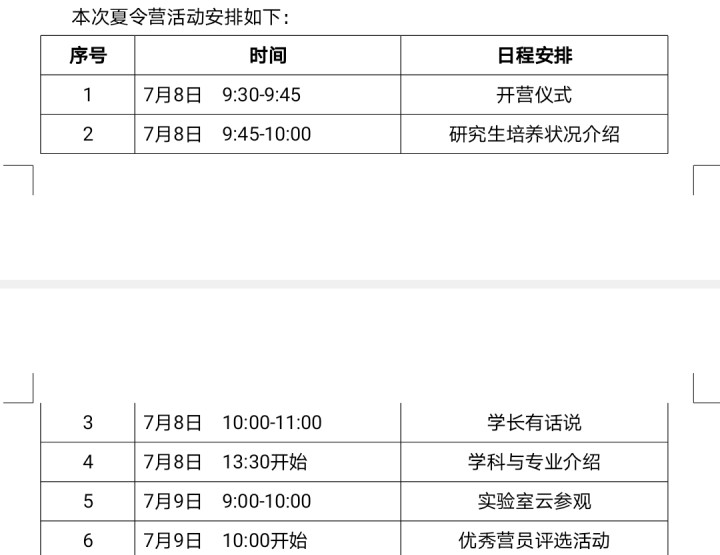 本次夏令营活动安排如下：
序号 时间 日程安排
1 7月8日 9:30-9:45 开营仪式
2 7月8日 9:45-10:00 研究生培养状况介绍
3 7月8日 10:00-11:00 学长有话说
4 7月8日 13:30开始 学科与专业介绍
5 7月9日 9:00-10:00 实验室云参观
6 7月9日 10:00开始 优秀营员评选活动